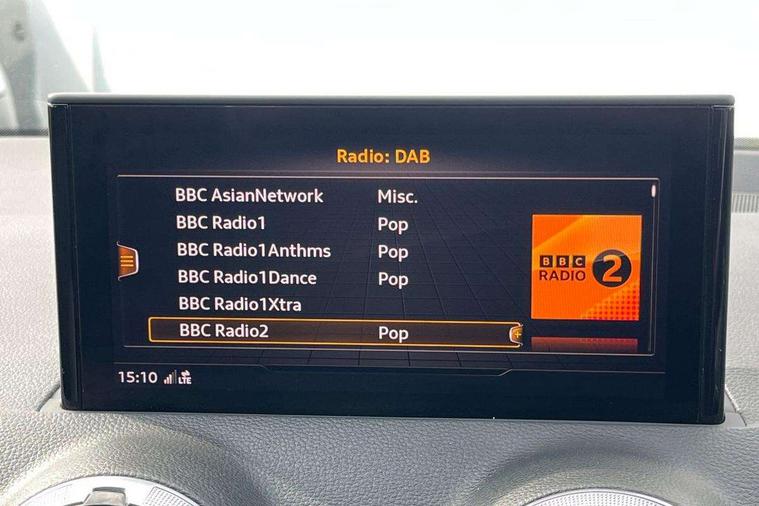 Radio: DAB
BBC AsianNetwork Misc.
BBC Radio1 Pop
BBC Radio1Anthms Pop
BBC Radio1Dance Pop
BBC Radio1Xtra
BBC Radio2 Pop
BBC
RADIO 2
15:10 LTE